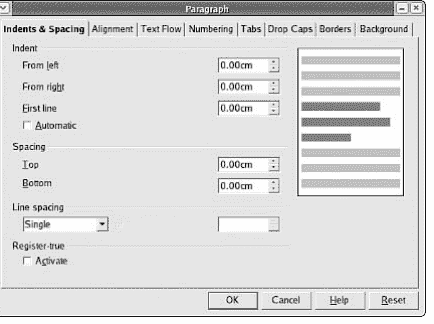 Paragraph
Indents & Spacing Alignment Text Flow Numbering Tabs Drop Caps Borders Background
Indent
From left 0.00cm
From right 0.00cm
First line 0.00cm
Automatic
Spacing
Top 0.00cm
Bottom 0.00cm
Line spacing
Single
Register-true
Activate
OK Cancel Help Reset